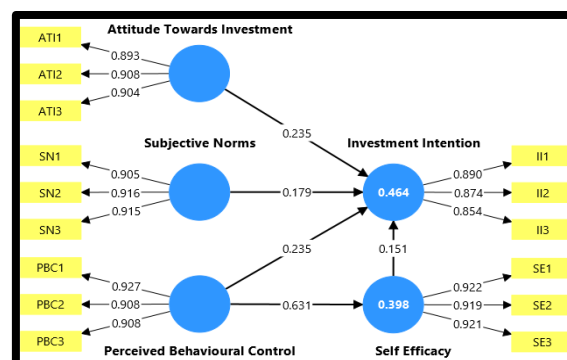 Attitude Towards Investment
ATI1
0.893
ATI2
0.908
ATI3
0.904
0.235
Subjective Norms
Investment Intention
SN1
0.905
SN2
0.916
SN3
0.915
0.179
0.464
0.890
II1
0.874
II2
0.854
II3
0.235
0.151
PBC1
0.927
PBC2
0.908
PBC3
0.908
0.631
0.398
0.922
SE1
0.919
SE2
0.921
SE3
Perceived Behavioural Control
Self Efficacy